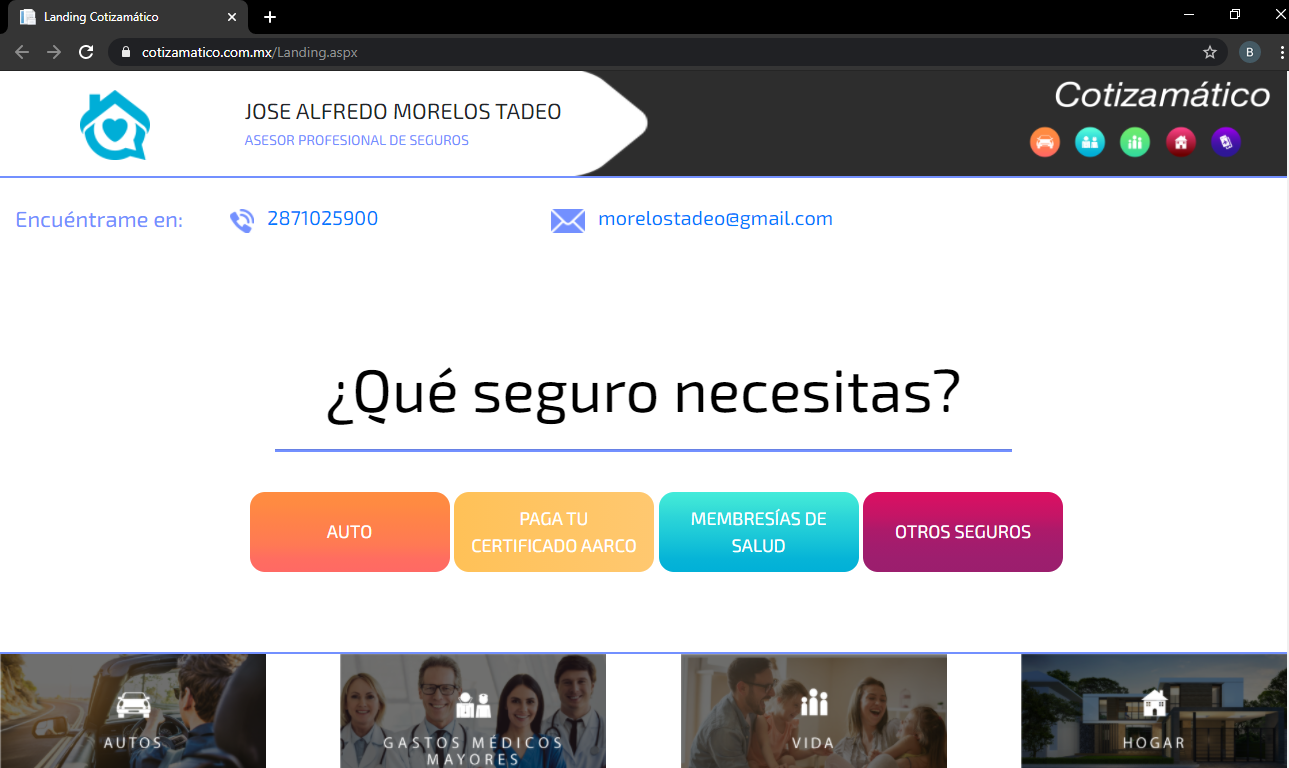 Landing Cotizamático
cotizamatico.com.mx/Landing.aspx
B
JOSE ALFREDO MORELOS TADEO
ASESOR PROFESIONAL DE SEGUROS
Cotizamático
Encuéntrame en:
2871025900
morelostadeo@gmail.com
¿Qué seguro necesitas?
AUTO
PAGA TU
CERTIFICADO AARCO
MEMBRESÍAS DE
SALUD
OTROS SEGUROS
AUTOS
GASTOS MÉDICOS
MAYORES
VIDA
HOGAR